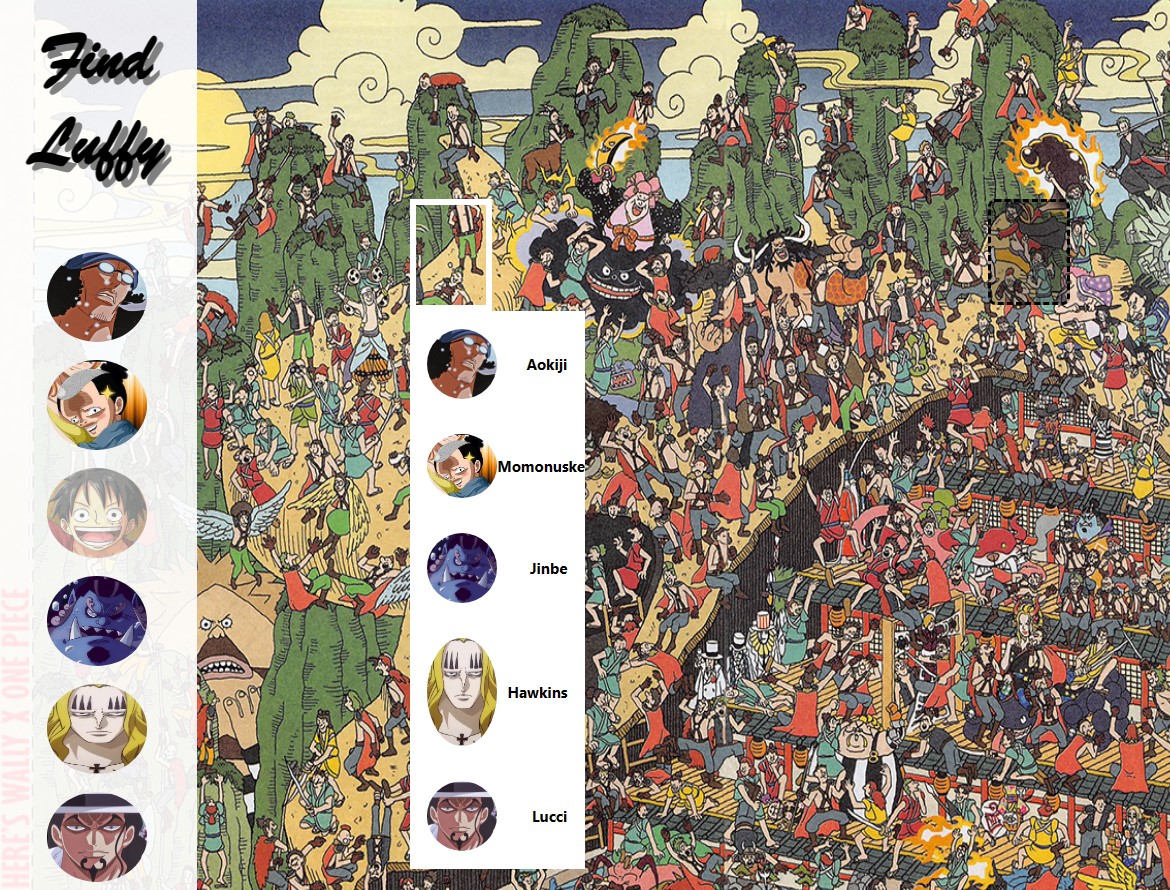 Find
Luffy
HERE'S WALLY X ONE PIECE
Aokiji
Momonuske
Jinbe
Hawkins
Lucci